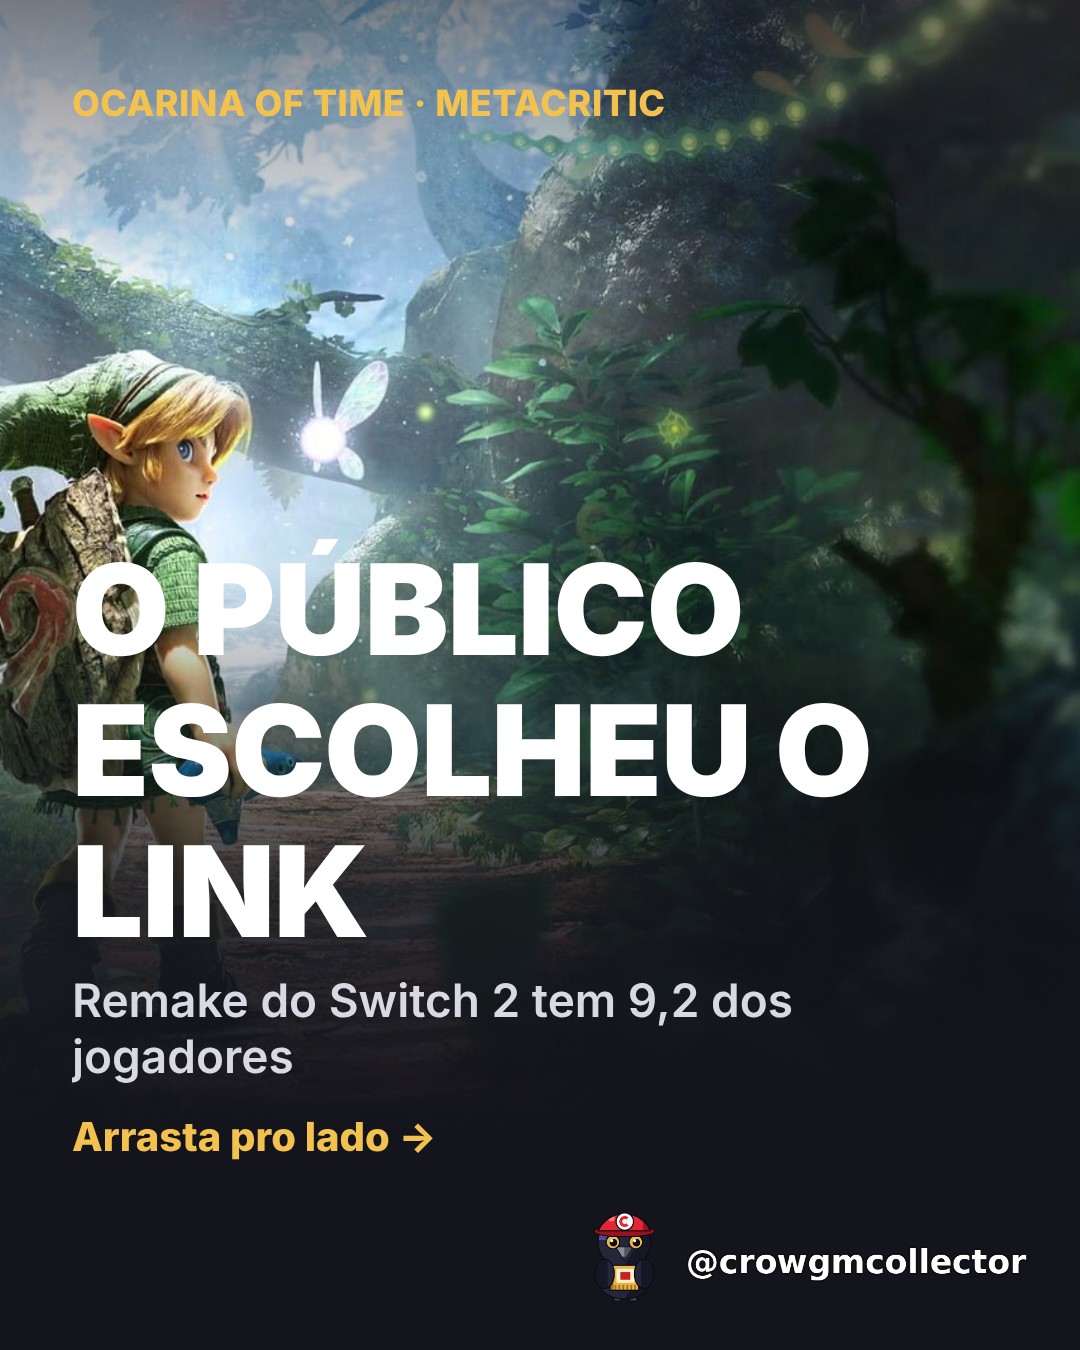 OCARINA OF TIME · METACRITIC
O PÚBLICO
ESCOLHEU O
LINK
Remake do Switch 2 tem 9,2 dos
jogadores
Arrasta pro lado →
C
@crowgmcollector